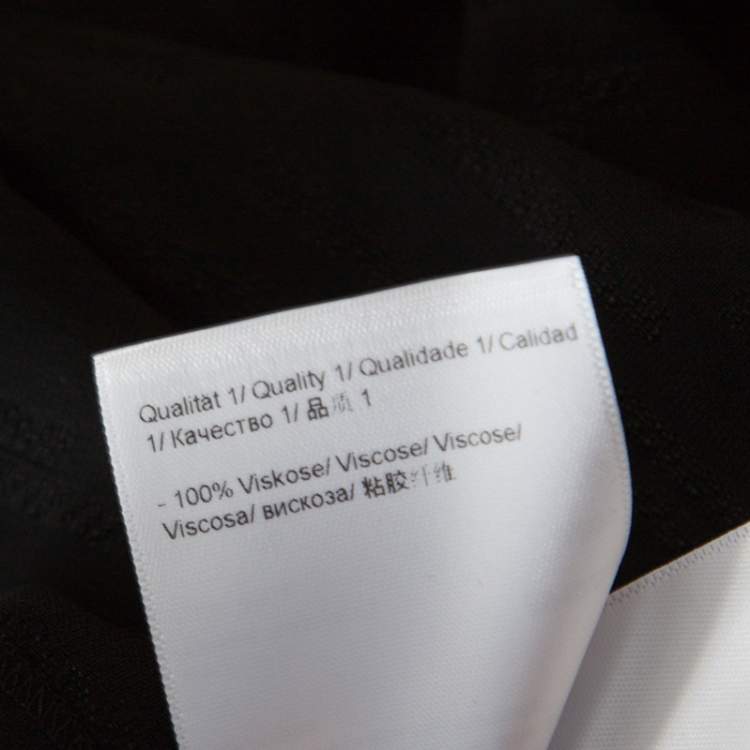 Qualität 1/ Quality 1/ Qualidade 1/ Calidad
1/ Качество 1/ 品质 1
- 100% Viskose/ Viscose/ Viscose/
Viscosa/ вискоза/ 粘胶纤维